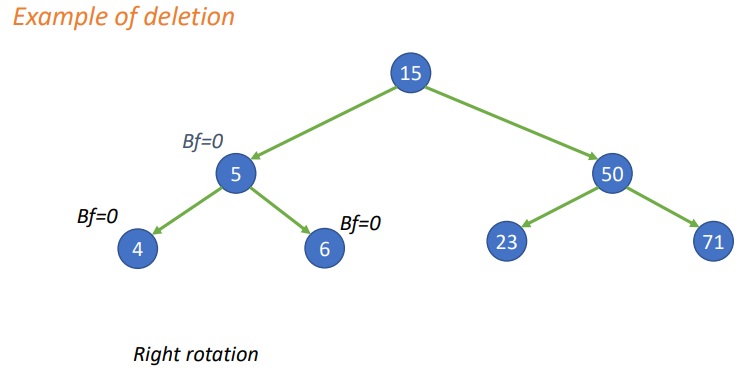 Example of deletion
15
Bf=0
5
50
Bf=0
Bf=0
4
6
23
71
Right rotation